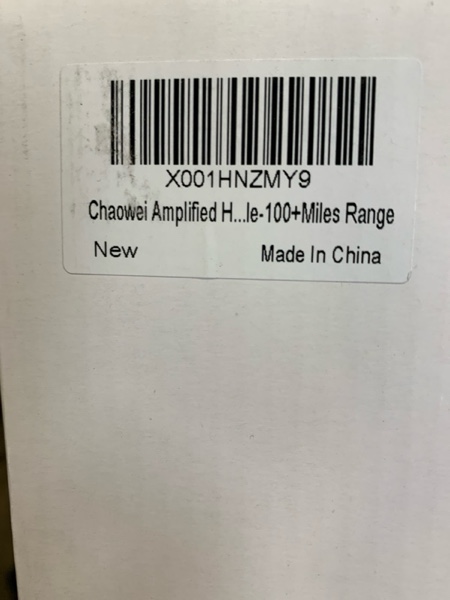 X001HNZMY9
Chaowei Amplified H...le-100+Miles Range
New Made In China